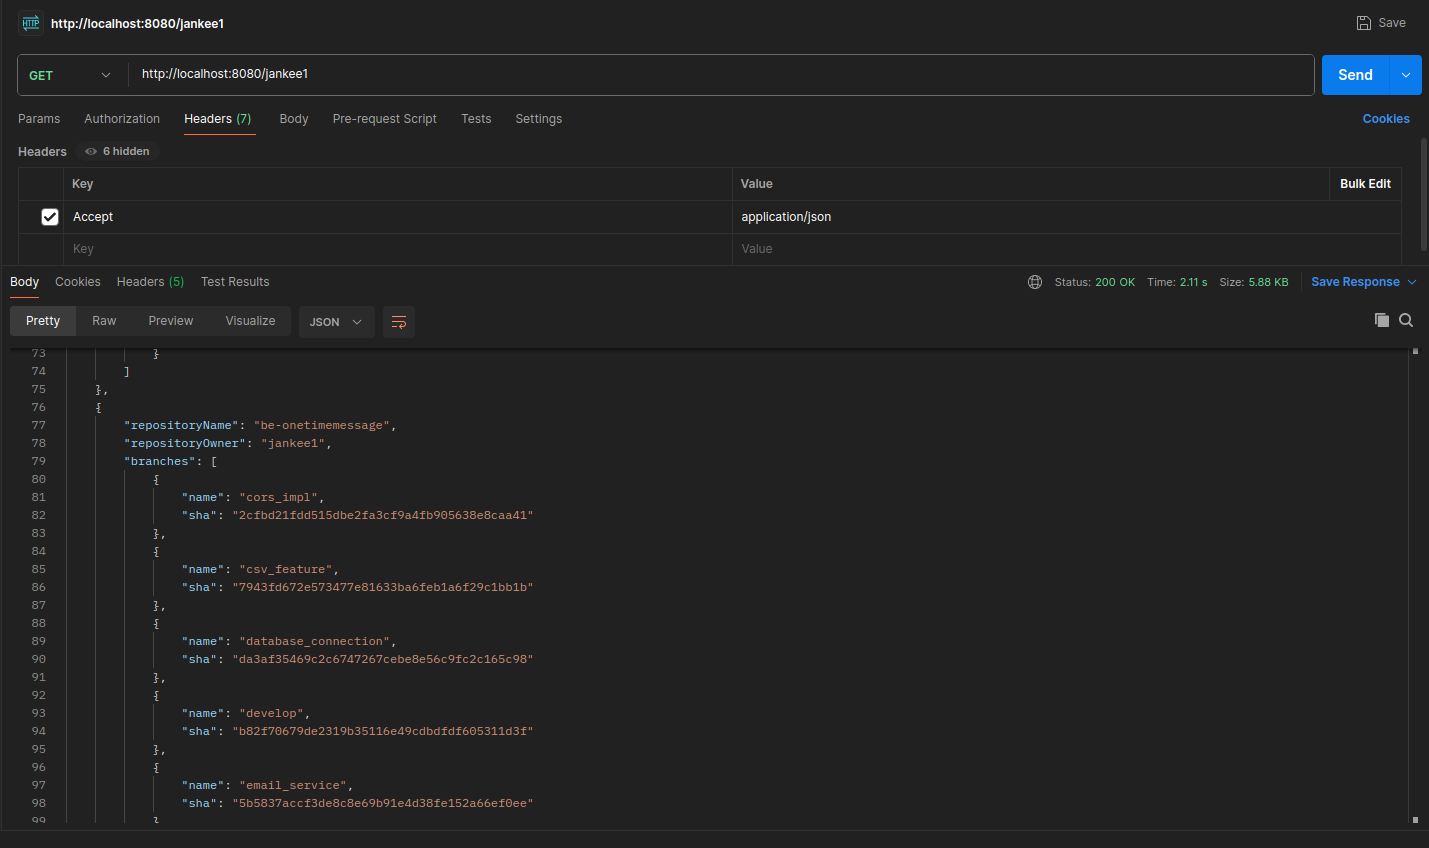 HTTP http://localhost:8080/jankee1 Save
GET http://localhost:8080/jankee1 Send
Params Authorization Headers (7) Body Pre-request Script Tests Settings Cookies
Headers 6 hidden
Key Value Bulk Edit
Accept application/json
Key Value
Body Cookies Headers (5) Test Results Status: 200 OK Time: 2.11 s Size: 5.88 KB Save Response
Pretty Raw Preview Visualize JSON
73 }
74 ]
75 },
76 {
77 "repositoryName": "be-onetimemessage",
78 "repositoryOwner": "jankee1",
79 "branches": [
80 {
81 "name": "cors_impl",
82 "sha": "2cfbd21fdd515dbe2fa3cf9a4fb905638e8caa41"
83 },
84 {
85 "name": "csv_feature",
86 "sha": "7943fd672e573477e81633ba6feb1a6f29c1bb1b"
87 },
88 {
89 "name": "database_connection",
90 "sha": "da3af35469c2c6747267cebe8e56c9fc2c165c98"
91 },
92 {
93 "name": "develop",
94 "sha": "b82f70679de2319b35116e49cdbdfdf605311d3f"
95 },
96 {
97 "name": "email_service",
98 "sha": "5b5837accf3de8c8e69b91e4d38fe152a66ef0ee"
99 }